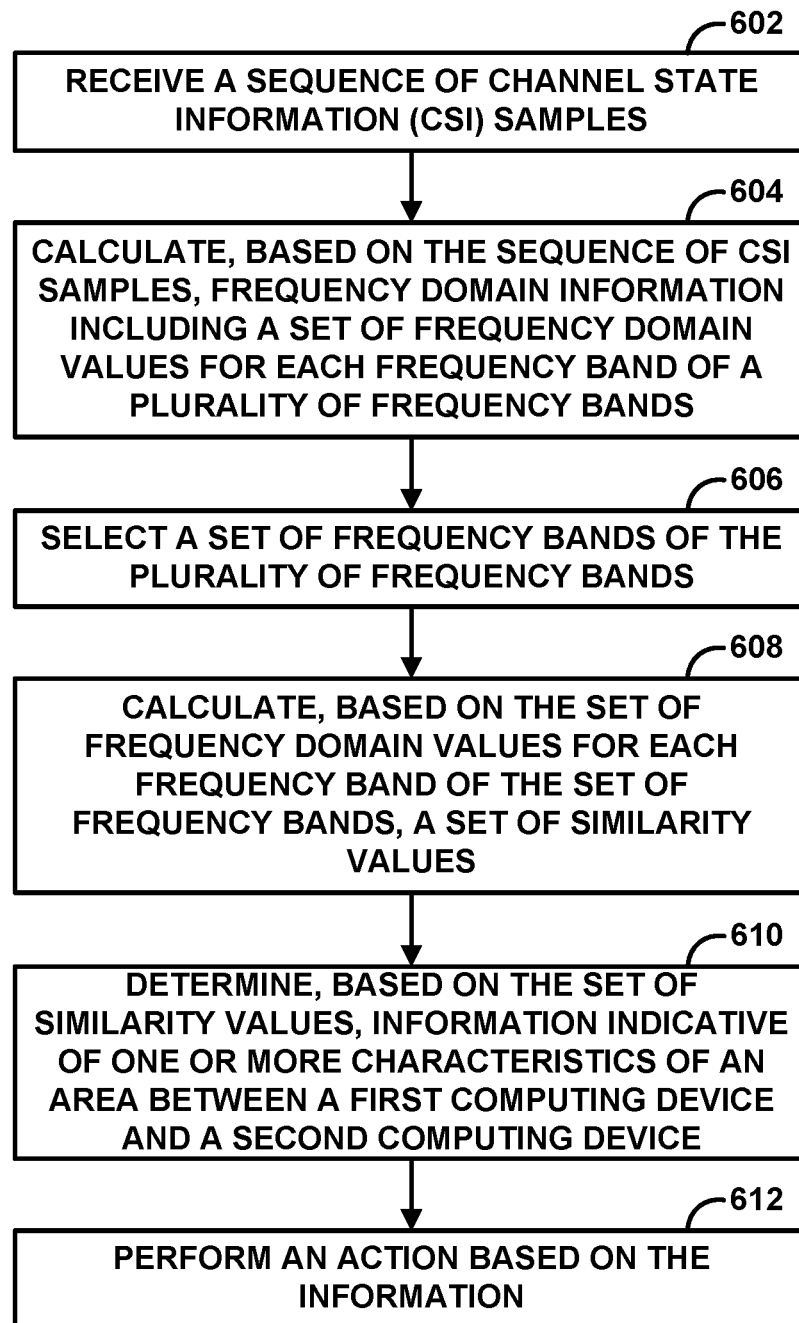 602
RECEIVE A SEQUENCE OF CHANNEL STATE
INFORMATION (CSI) SAMPLES
604
CALCULATE, BASED ON THE SEQUENCE OF CSI
SAMPLES, FREQUENCY DOMAIN INFORMATION
INCLUDING A SET OF FREQUENCY DOMAIN
VALUES FOR EACH FREQUENCY BAND OF A
PLURALITY OF FREQUENCY BANDS
606
SELECT A SET OF FREQUENCY BANDS OF THE
PLURALITY OF FREQUENCY BANDS
608
CALCULATE, BASED ON THE SET OF
FREQUENCY DOMAIN VALUES FOR EACH
FREQUENCY BAND OF THE SET OF
FREQUENCY BANDS, A SET OF SIMILARITY
VALUES
610
DETERMINE, BASED ON THE SET OF
SIMILARITY VALUES, INFORMATION INDICATIVE
OF ONE OR MORE CHARACTERISTICS OF AN
AREA BETWEEN A FIRST COMPUTING DEVICE
AND A SECOND COMPUTING DEVICE
612
PERFORM AN ACTION BASED ON THE
INFORMATION